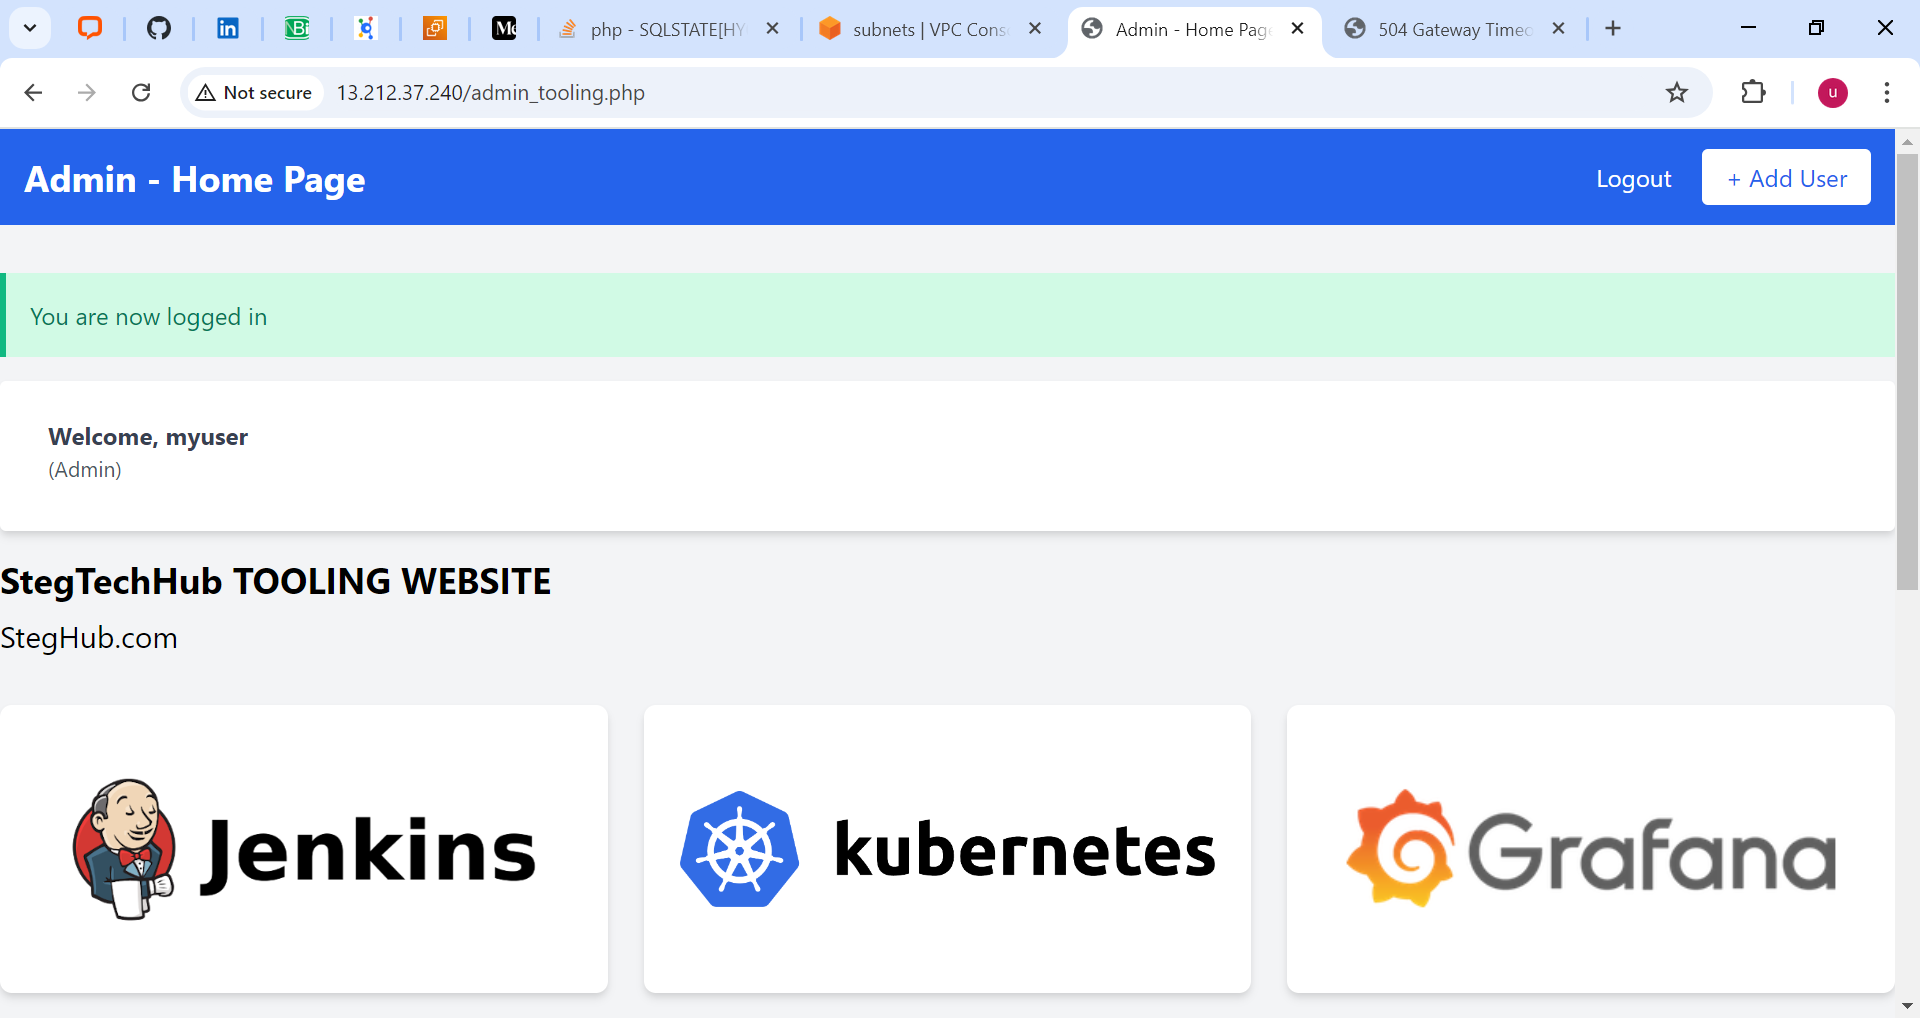 php - SQLSTATE[HY
subnets | VPC Cons
Admin - Home Page
504 Gateway Timeo
Not secure
13.212.37.240/admin_tooling.php
u
Admin - Home Page
Logout
+ Add User
You are now logged in
Welcome, myuser
(Admin)
StegTechHub TOOLING WEBSITE
StegHub.com
Jenkins
kubernetes
Grafana